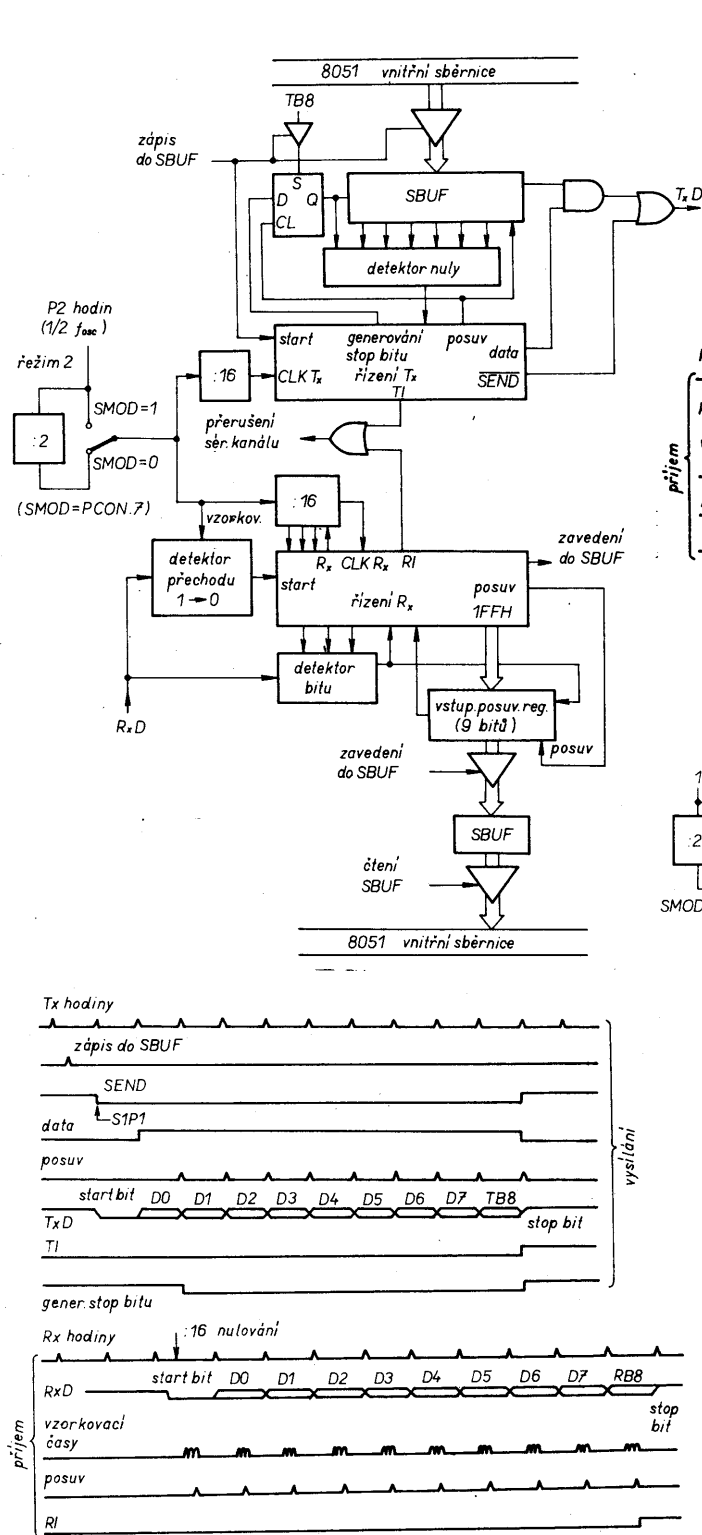 8051 vnitřní sběrnice
TB8
zápis
do SBUF
S
D Q
CL
SBUF
TxD
detektor nuly
P2 hodin
(1/2 fosc)
režim 2
start
generování
stop bitu
posuv
data
:16
CLK Tx
řízení Tx
SEND
TI
SMOD=1
:2
SMOD=0
přerušení
sér. kanálu
(SMOD=PCON.7)
vzorkov.
:16
zavedení
do SBUF
detektor
přechodu
1→0
start
Rx CLK Rx RI
řízení Rx
posuv
1FFH
příjem
detektor
bitu
RxD
vstup. posuv. reg.
(9 bitů)
posuv
zavedení
do SBUF
SBUF
čtení
SBUF
8051 vnitřní sběrnice
1
:2
SMOD
Tx hodiny
zápis do SBUF
SEND
S1P1
data
posuv
start bit D0 D1 D2 D3 D4 D5 D6 D7 TB8
TxD
stop bit
TI
gener. stop bitu
vysílání
Rx hodiny
:16 nulování
start bit D0 D1 D2 D3 D4 D5 D6 D7 RB8
RxD
stop
bit
vzorkovací
časy
posuv
RI
příjem